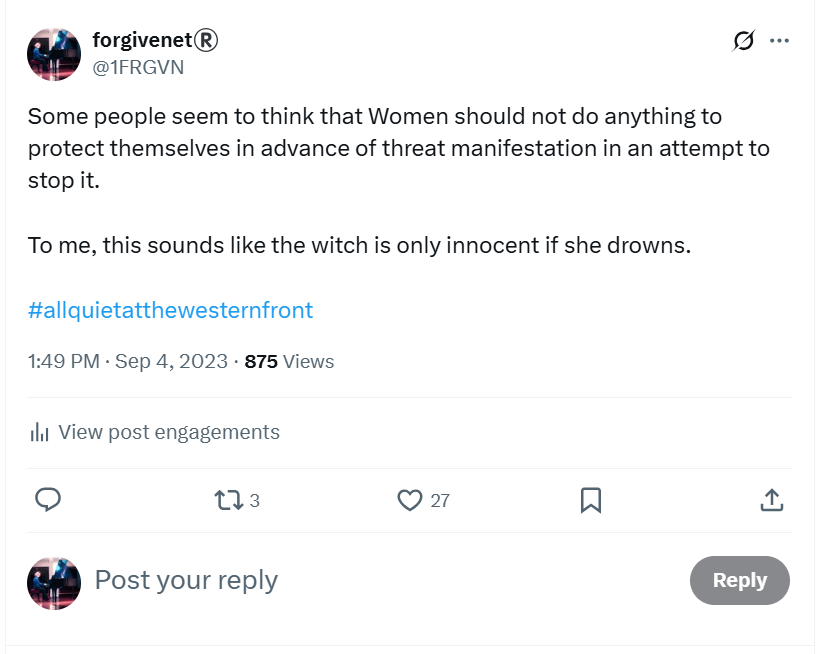 forgivenet®
@1FRGVN
Some people seem to think that Women should not do anything to
protect themselves in advance of threat manifestation in an attempt to
stop it.
To me, this sounds like the witch is only innocent if she drowns.
#allquietatthewesternfront
1:49 PM · Sep 4, 2023 · 875 Views
View post engagements
3 27
Post your reply Reply